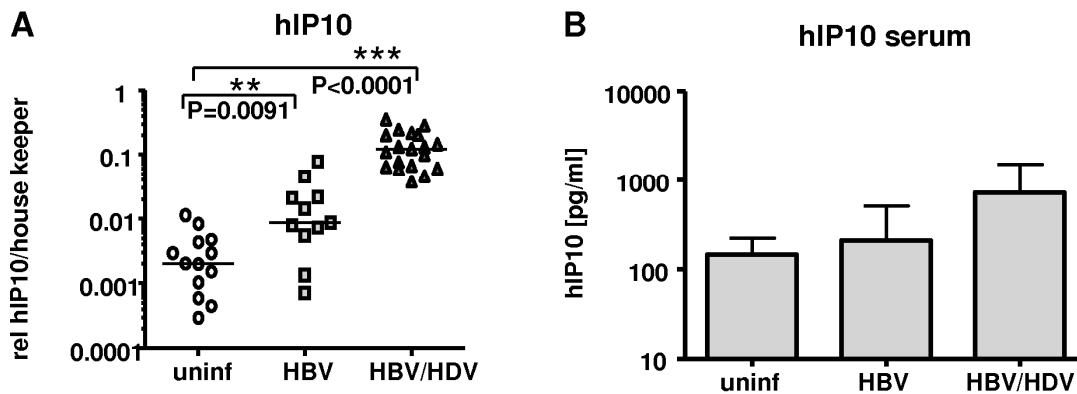 A
hIP10
***
**
P<0.0001
P=0.0091
rel hIP10/house keeper
1
0.1
0.01
0.001
0.0001
uninf
HBV
HBV/HDV
B
hIP10 serum
hIP10 [pg/ml]
10000
1000
100
10
uninf
HBV
HBV/HDV